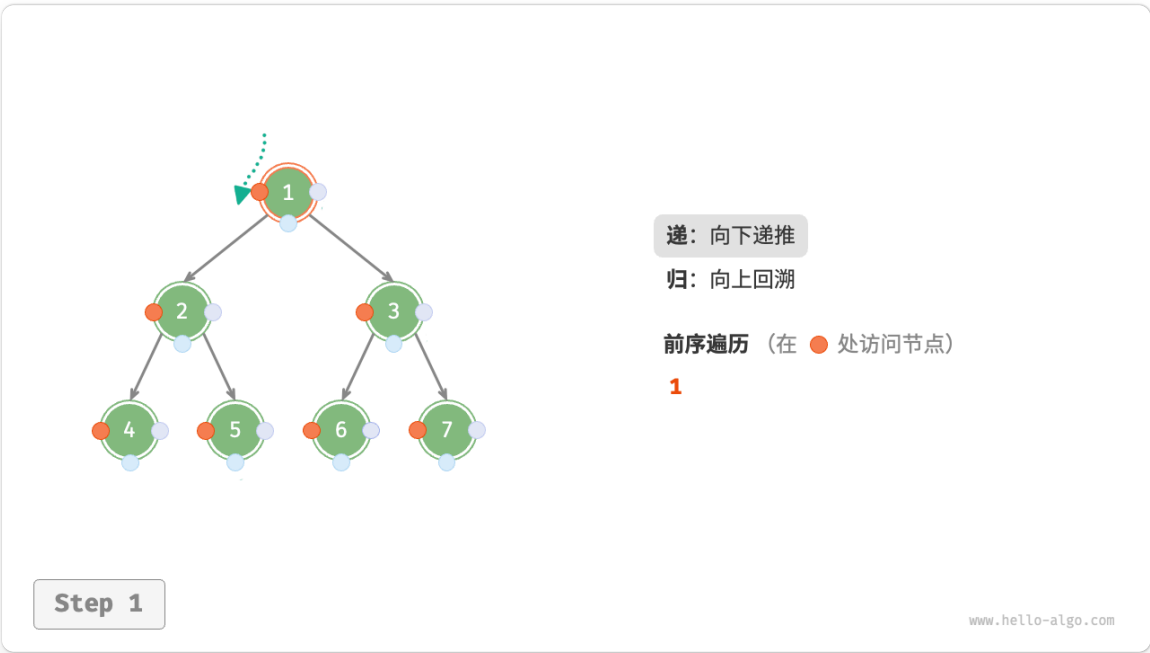 1
2 3
4 5 6 7
递：向下递推
归：向上回溯
前序遍历 （在 处访问节点）
1
Step 1
www.hello-algo.com